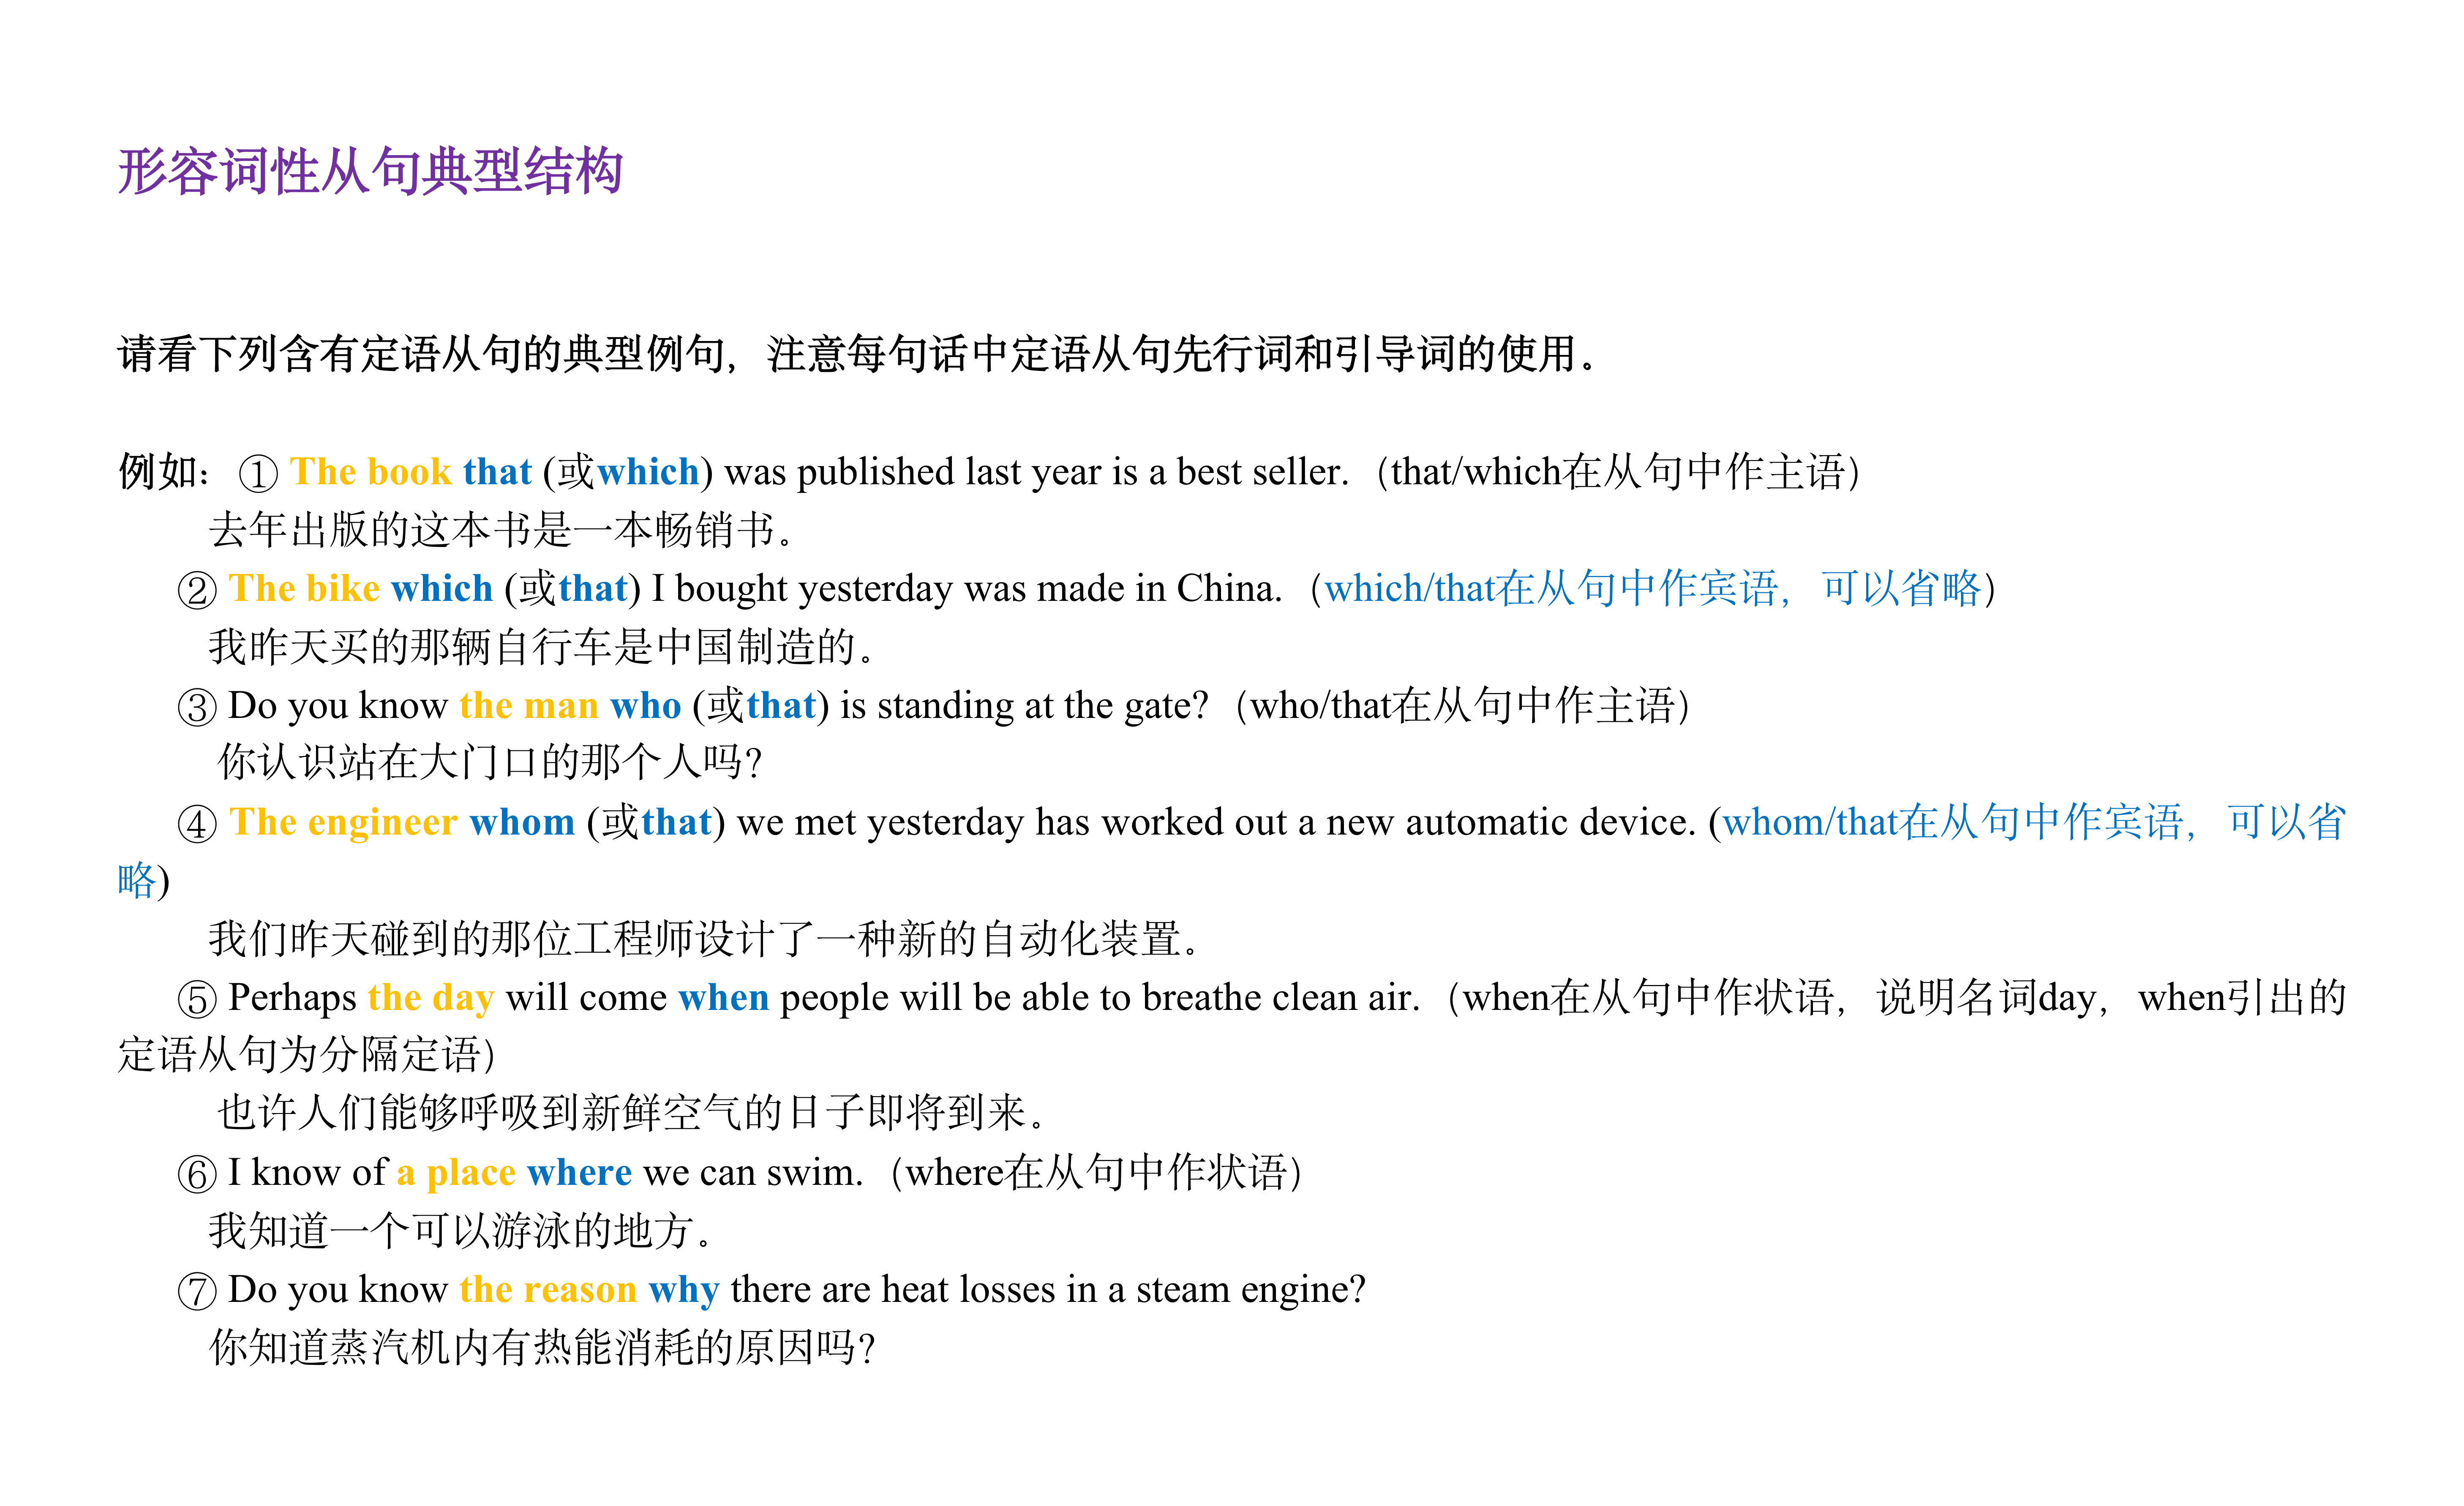 形容词性从句典型结构
请看下列含有定语从句的典型例句，注意每句话中定语从句先行词和引导词的使用。
例如：① The book that (或which) was published last year is a best seller.（that/which在从句中作主语）
去年出版的这本书是一本畅销书。
② The bike which (或that) I bought yesterday was made in China.（which/that在从句中作宾语，可以省略）
我昨天买的那辆自行车是中国制造的。
③ Do you know the man who (或that) is standing at the gate?（who/that在从句中作主语）
你认识站在大门口的那个人吗?
④ The engineer whom (或that) we met yesterday has worked out a new automatic device. (whom/that在从句中作宾语，可以省
略)
我们昨天碰到的那位工程师设计了一种新的自动化装置。
⑤ Perhaps the day will come when people will be able to breathe clean air.（when在从句中作状语，说明名词day，when引出的
定语从句为分隔定语）
也许人们能够呼吸到新鲜空气的日子即将到来。
⑥ I know of a place where we can swim.（where在从句中作状语）
我知道一个可以游泳的地方。
⑦ Do you know the reason why there are heat losses in a steam engine?
你知道蒸汽机内有热能消耗的原因吗?